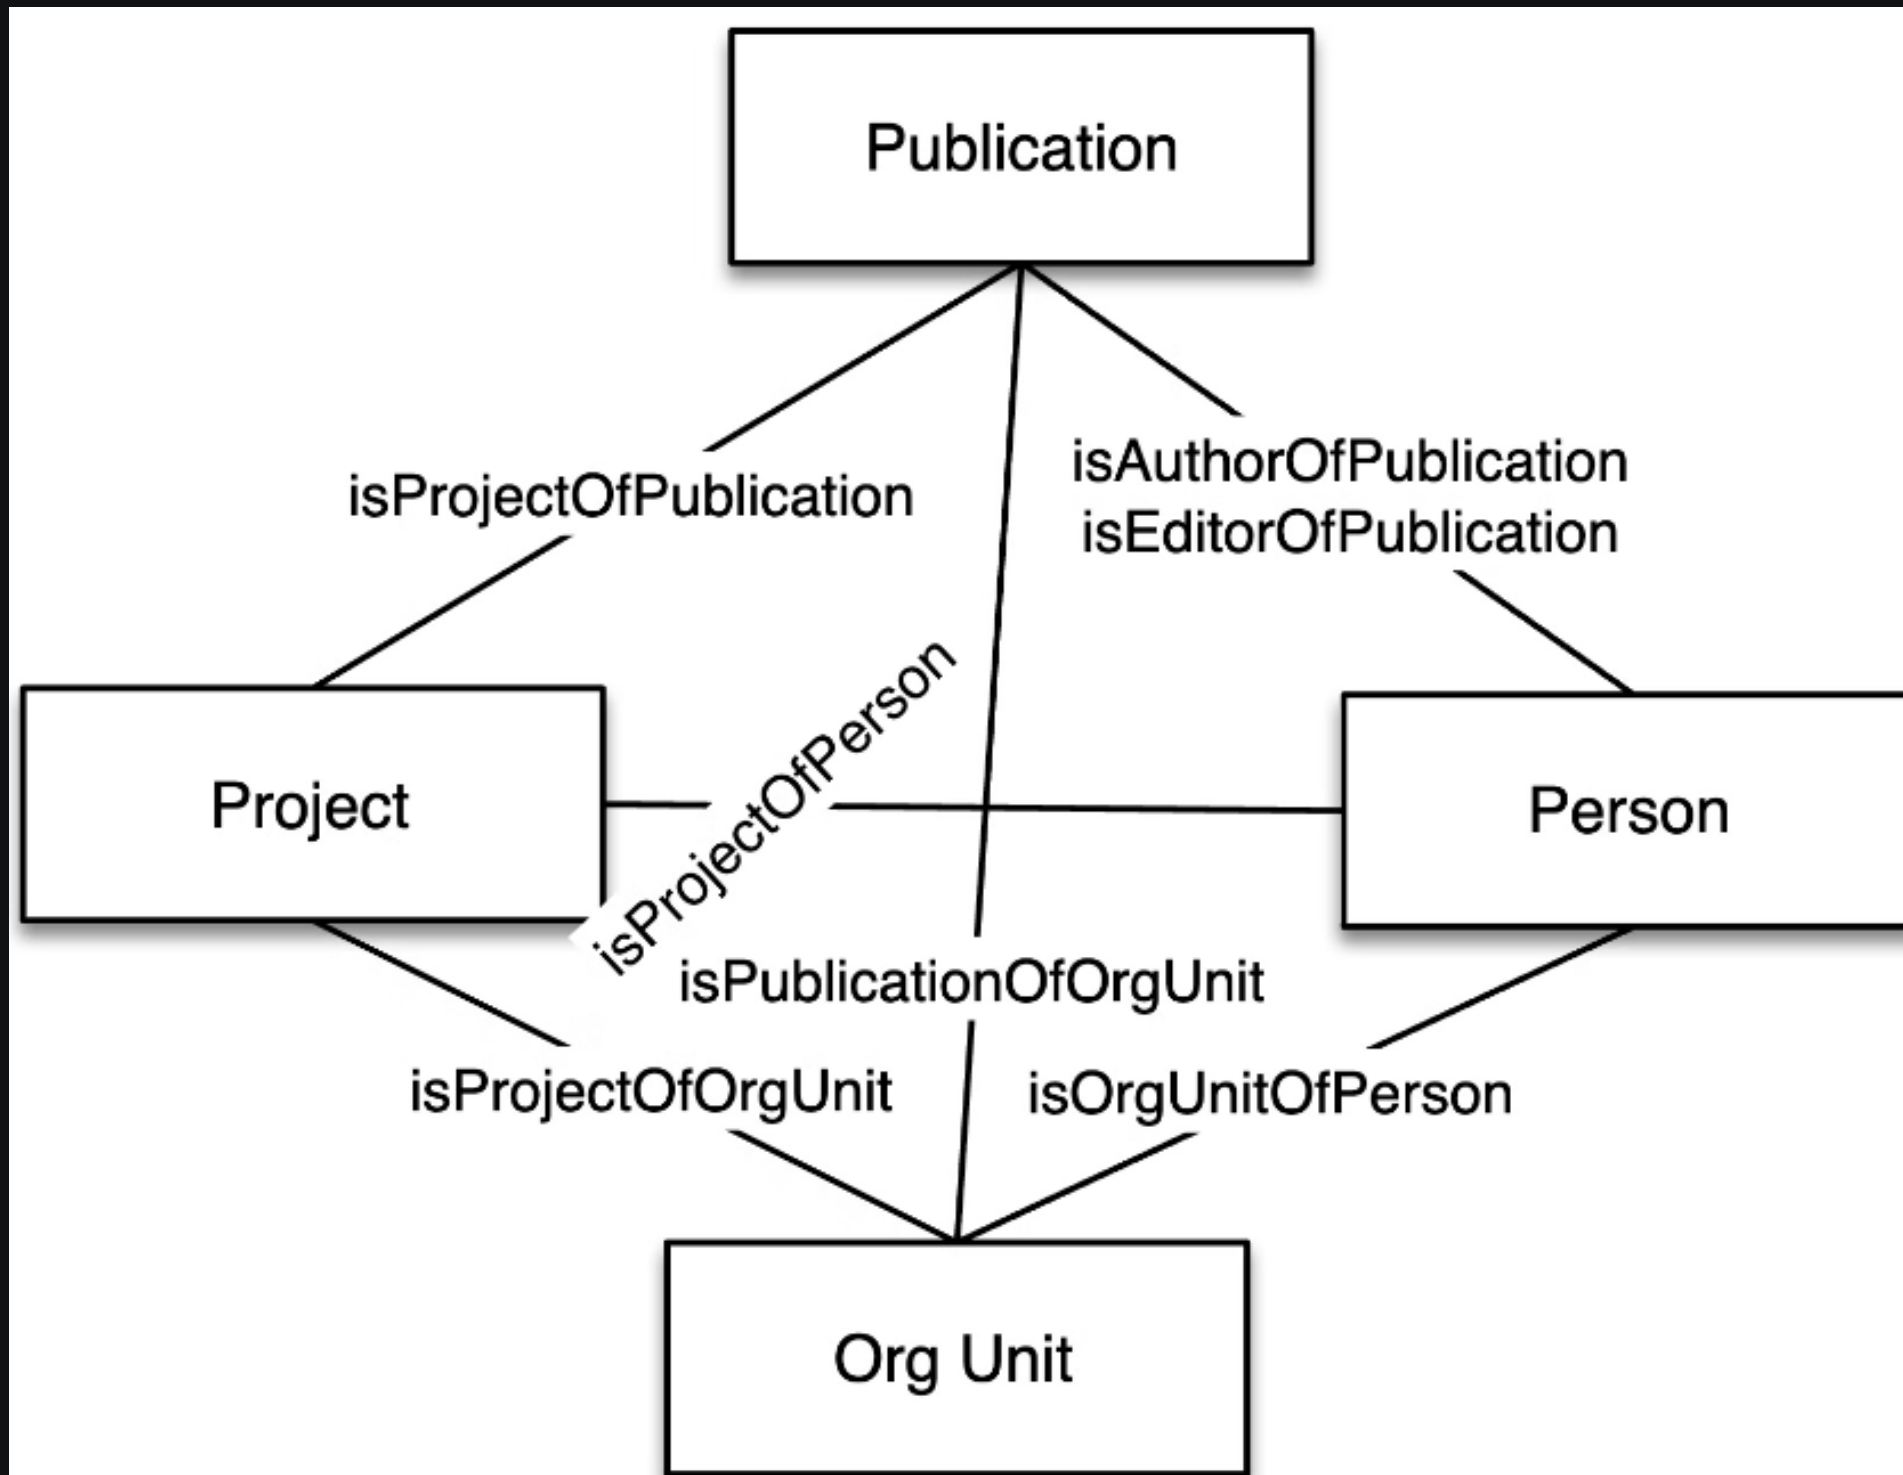 Publication
isProjectOfPublication
isAuthorOfPublication
isEditorOfPublication
isProjectOfPerson
Project
Person
isPublicationOfOrgUnit
isProjectOfOrgUnit
isOrgUnitOfPerson
Org Unit